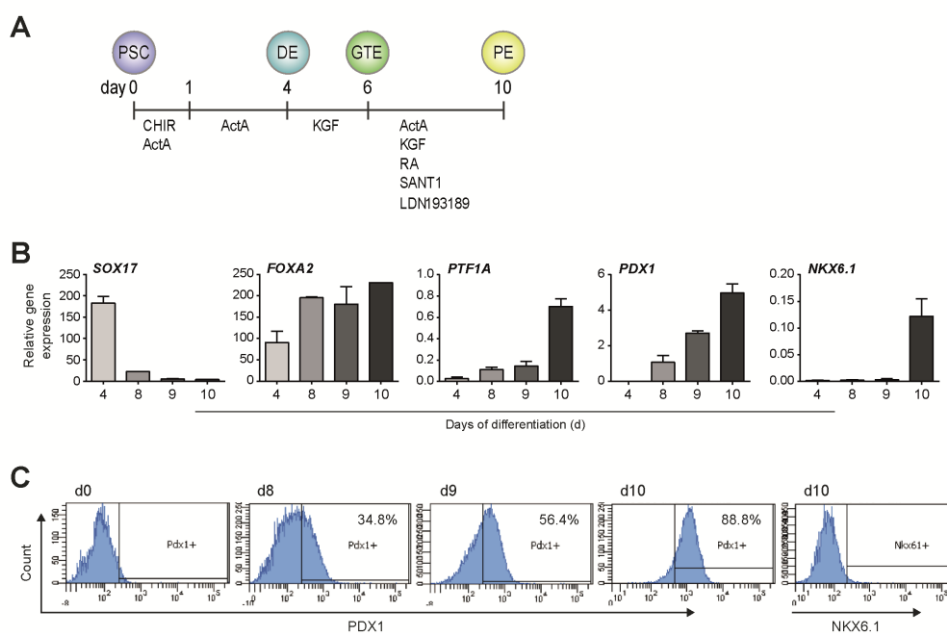 A
PSC
DE
GTE
PE
day 0 1 4 6 10
CHIR
ActA
ActA
KGF
ActA
KGF
RA
SANT1
LDN193189
B
Relative gene
expression
SOX17
250
200
150
100
50
0
4 8 9 10
FOXA2
250
200
150
100
50
0
4 8 9 10
PTF1A
1.0
0.8
0.6
0.4
0.2
0.0
4 8 9 10
PDX1
6
4
2
0
4 8 9 10
NKX6.1
0.20
0.15
0.10
0.05
0.00
4 8 9 10
Days of differentiation (d)
C
Count
d0
Pdx1+
d8
34.8%
Pdx1+
d9
56.4%
Pdx1+
d10
88.8%
Pdx1+
d10
Nkx61+
PDX1
NKX6.1